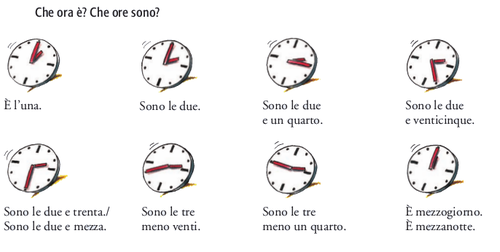 Che ora è? Che ore sono?
È l'una.
Sono le due.
Sono le due
e un quarto.
Sono le due
e venticinque.
Sono le due e trenta./
Sono le due e mezza.
Sono le tre
meno venti.
Sono le tre
meno un quarto.
È mezzogiorno.
È mezzanotte.